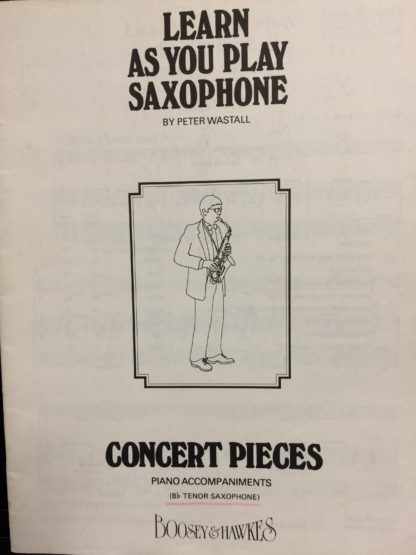 LEARN
AS YOU PLAY
SAXOPHONE
BY PETER WASTALL
CONCERT PIECES
PIANO ACCOMPANIMENTS
(B♭ TENOR SAXOPHONE)
BOOSEY & HAWKES